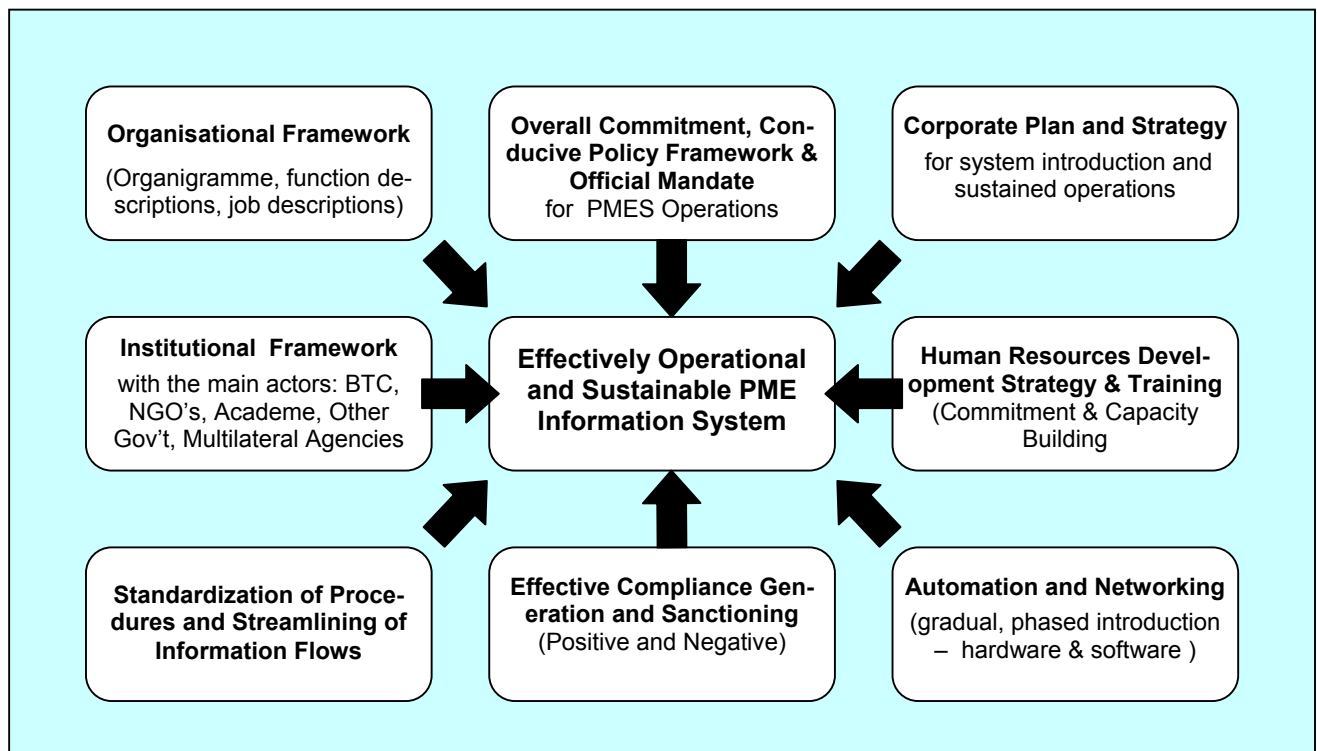 Organisational Framework
(Organigramme, function de-
scriptions, job descriptions)
Overall Commitment, Con-
ducive Policy Framework &
Official Mandate
for PMES Operations
Corporate Plan and Strategy
for system introduction and
sustained operations
Institutional Framework
with the main actors: BTC,
NGO's, Academe, Other
Gov't, Multilateral Agencies
Effectively Operational
and Sustainable PME
Information System
Human Resources Devel-
opment Strategy & Training
(Commitment & Capacity
Building
Standardization of Proce-
dures and Streamlining of
Information Flows
Effective Compliance Gen-
eration and Sanctioning
(Positive and Negative)
Automation and Networking
(gradual, phased introduction
– hardware & software )